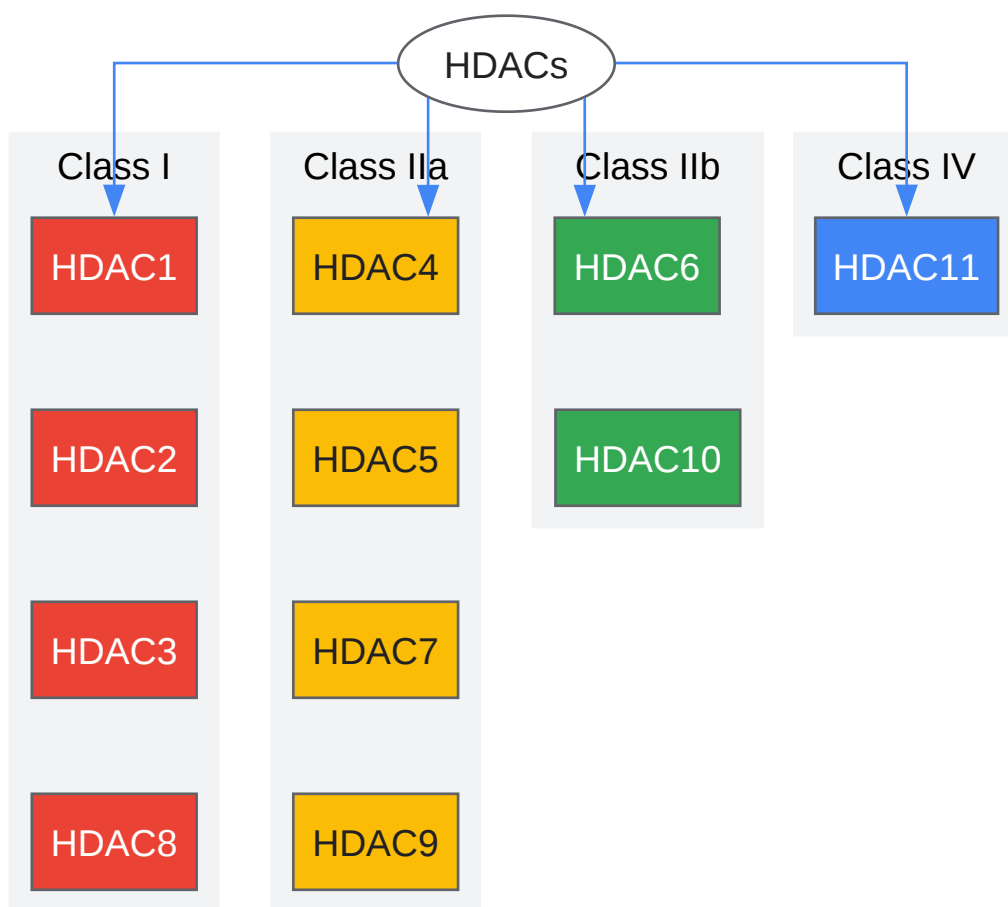 HDACs
Class I
HDAC1
HDAC2
HDAC3
HDAC8
Class IIa
HDAC4
HDAC5
HDAC7
HDAC9
Class IIb
HDAC6
HDAC10
Class IV
HDAC11